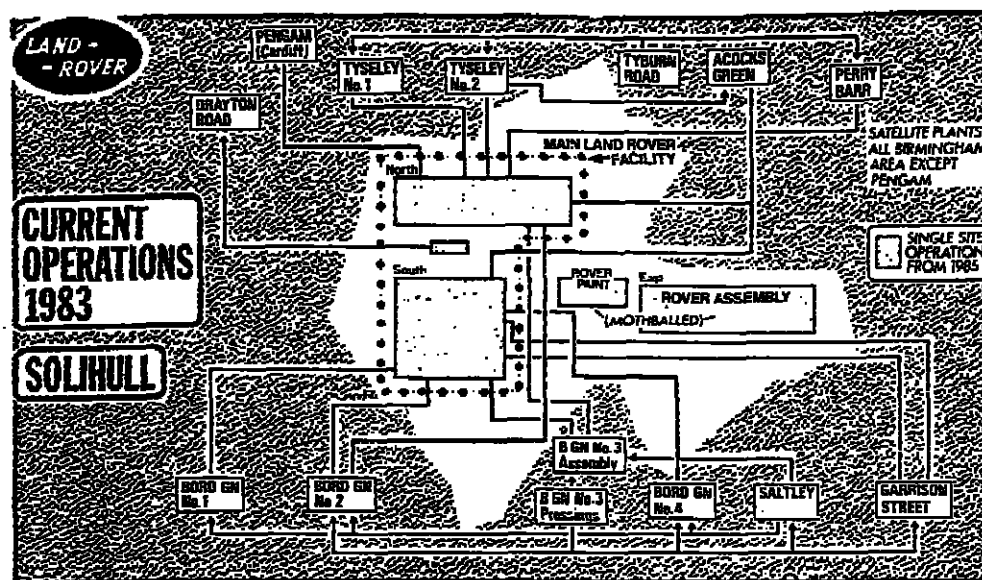 LAND -
- ROVER
PENGAM
(Cardiff)
TYSELEY
No. 1
TYSELEY
No. 2
TYBURN
ROAD
ACOCKS
GREEN
PERRY
BARR
DRAYTON
ROAD
SATELLITE PLANTS
ALL BIRMINGHAM
AREA EXCEPT
PENGAM
MAIN LAND ROVER
FACILITY
North
CURRENT
OPERATIONS
1983
SOLIHULL
SINGLE SITE
OPERATION
FROM 1985
South
ROVER
PAINT
Exp
ROVER ASSEMBLY
(MOTHBALLED)
BORD GN
No. 1
BORD GN
No. 2
B GN No. 3
Assembly
B GN No. 3
Pressings
BORD GN
No. 4
SALTLEY
GARRISON
STREET